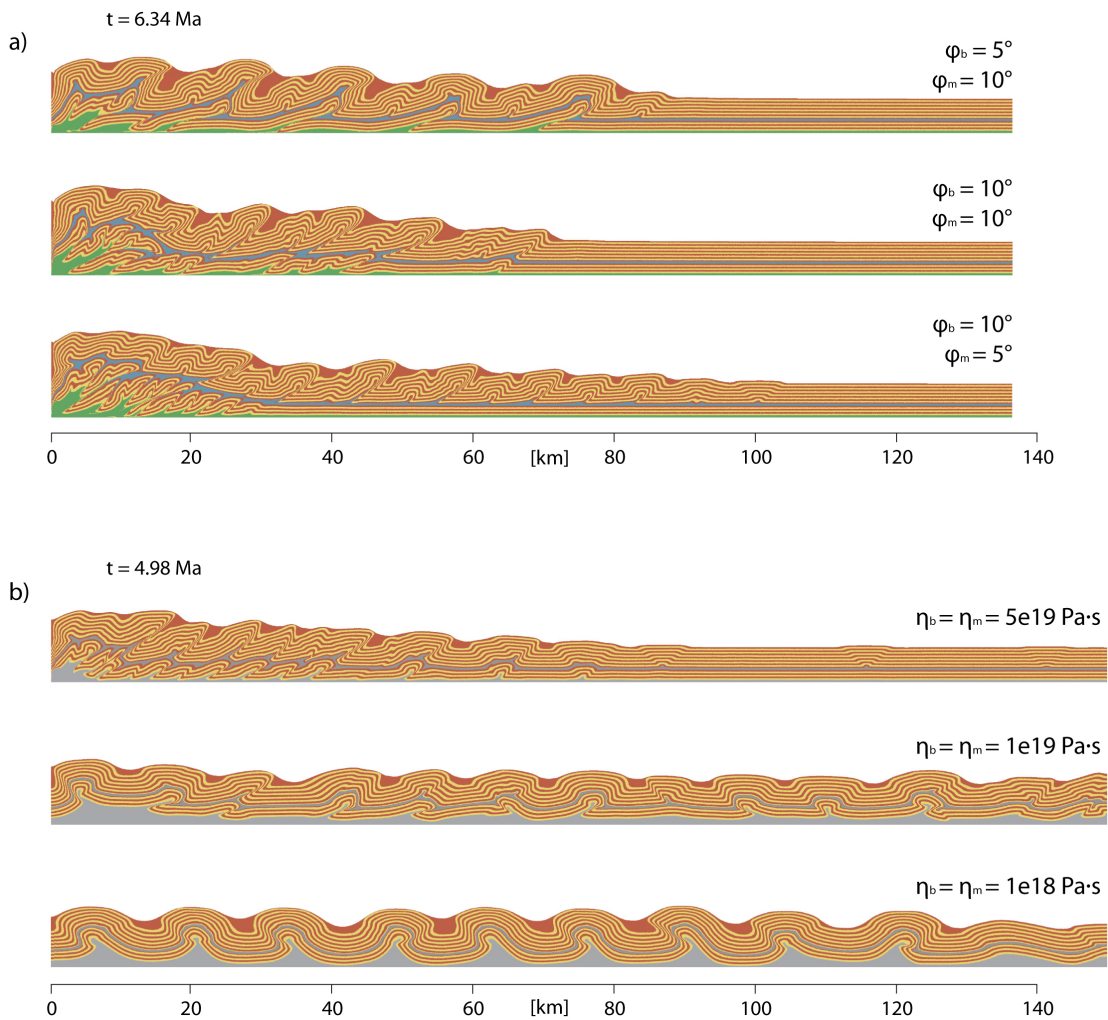 t = 6.34 Ma
a)
φb = 5°
φm = 10°
φb = 10°
φm = 10°
φb = 10°
φm = 5°
0 20 40 60 [km] 80 100 120 140
t = 4.98 Ma
b)
ηb = ηm = 5e19 Pa·s
ηb = ηm = 1e19 Pa·s
ηb = ηm = 1e18 Pa·s
0 20 40 60 [km] 80 100 120 140